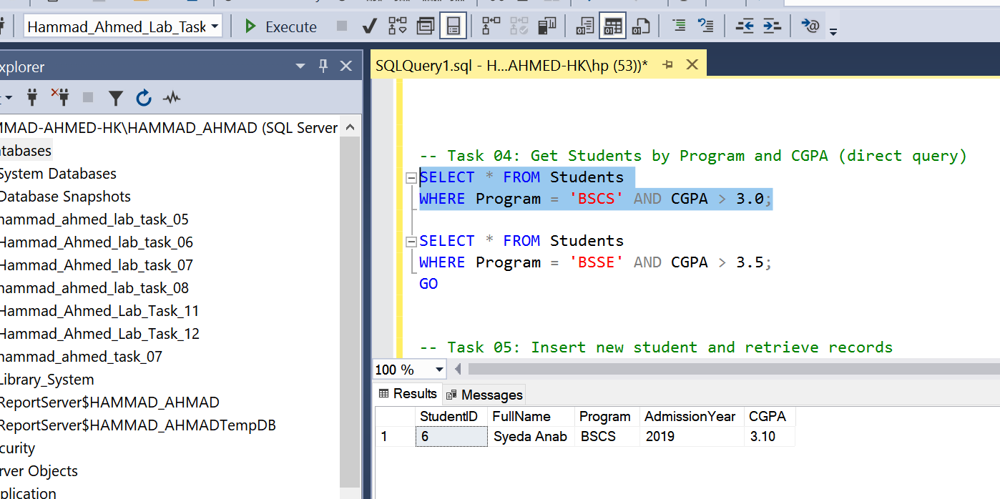 Hammad_Ahmed_Lab_Task
Execute
xplorer
SQLQuery1.sql - H...AHMED-HK\hp (53))*
MMAD-AHMED-HK\HAMMAD_AHMAD (SQL Server
tabases
System Databases
Database Snapshots
hammad_ahmed_lab_task_05
Hammad_Ahmed_lab_task_06
Hammad_Ahmed_lab_task_07
hammad_ahmed_lab_task_08
Hammad_Ahmed_Lab_Task_11
Hammad_Ahmed_Lab_Task_12
hammad_ahmed_task_07
Library_System
ReportServer$HAMMAD_AHMAD
ReportServer$HAMMAD_AHMADTempDB
curity
rver Objects
plication
-- Task 04: Get Students by Program and CGPA (direct query)
SELECT * FROM Students
WHERE Program = 'BSCS' AND CGPA > 3.0;
SELECT * FROM Students
WHERE Program = 'BSSE' AND CGPA > 3.5;
GO
-- Task 05: Insert new student and retrieve records
100 %
Results Messages
StudentID FullName Program AdmissionYear CGPA
1 6 Syeda Anab BSCS 2019 3.10